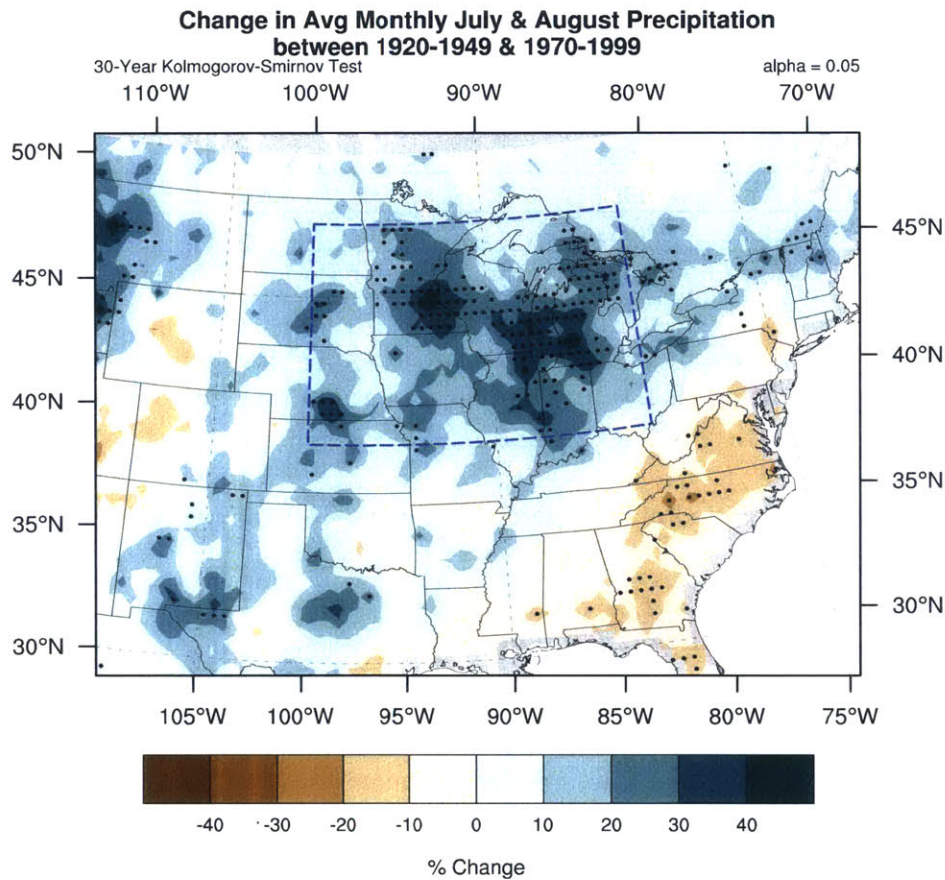 Change in Avg Monthly July & August Precipitation
between 1920-1949 & 1970-1999
30-Year Kolmogorov-Smirnov Test alpha = 0.05
110°W 100°W 90°W 80°W 70°W
50°N
45°N
45°N
40°N
40°N
35°N
35°N
30°N
30°N
105°W 100°W 95°W 90°W 85°W 80°W 75°W
-40 -30 -20 -10 0 10 20 30 40
% Change